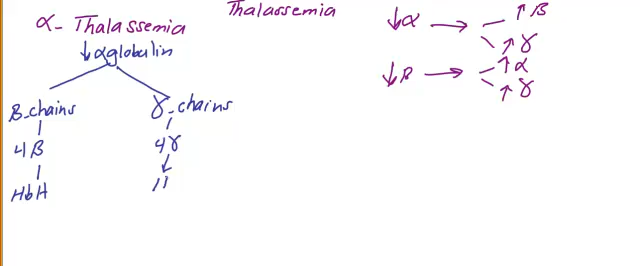 Thalassemia
α- Thalassemia
↓αglobulin
β-chains γ-chains
4β 4γ
HbH
↓α → ↑β
↑γ
↓β → ↑α
↑γ